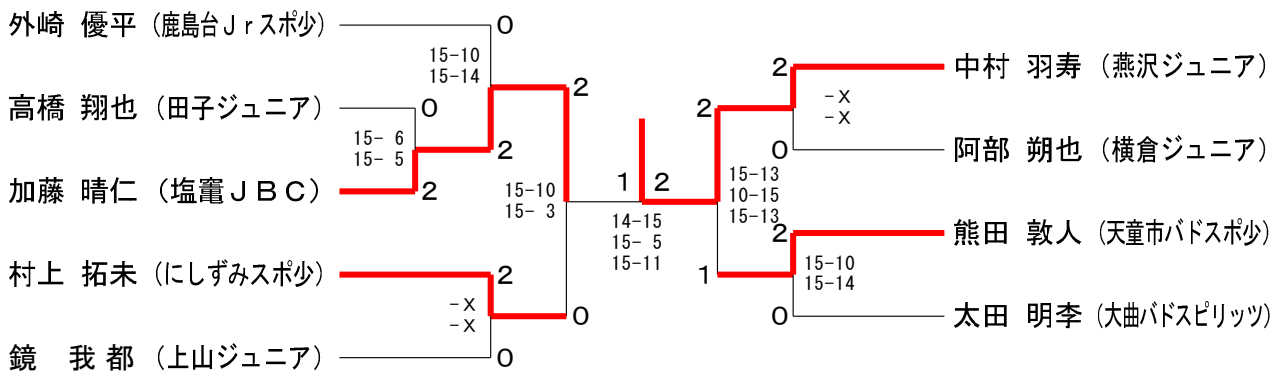 外崎 優平 (鹿島台Jrスポ少)
0
15-10
15-14
2
高橋 翔也 (田子ジュニア)
0
15- 6
15- 5
2
加藤 晴仁 (塩竈JBC)
2
15-10
15- 3
村上 拓未 (にしずみスポ少)
2
-X
-X
0
鏡 我都 (上山ジュニア)
0
1 2
14-15
15- 5
15-11
2 中村 羽寿 (燕沢ジュニア)
2
-X
-X
0 阿部 朔也 (横倉ジュニア)
15-13
10-15
15-13
2 熊田 敦人 (天童市バドスポ少)
1
15-10
15-14
0 太田 明李 (大曲バドスピリッツ)